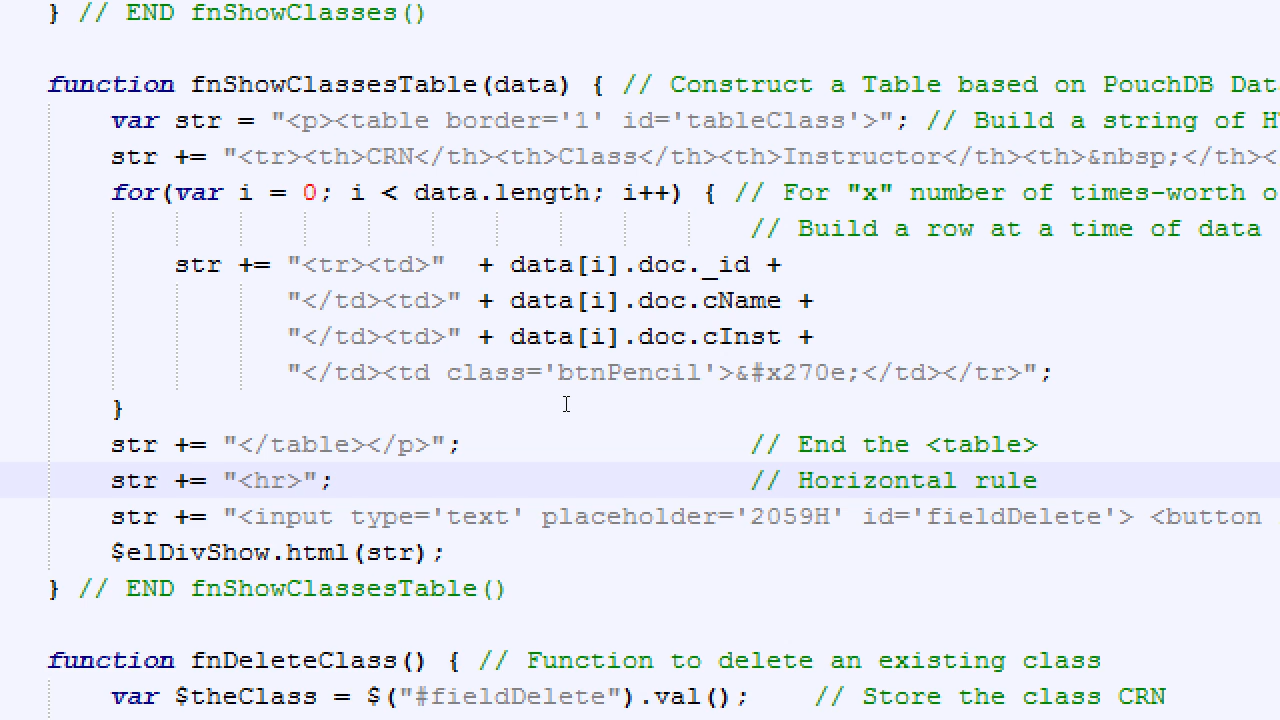 } // END fnShowClasses()
function fnShowClassesTable(data) { // Construct a Table based on PouchDB Dat
var str = "<p><table border='1' id='tableClass'>"; // Build a string of H
str += "<tr><th>CRN</th><th>Class</th><th>Instructor</th><th>&nbsp;</th><
for(var i = 0; i < data.length; i++) { // For "x" number of times-worth o
// Build a row at a time of data
str += "<tr><td>" + data[i].doc._id +
"</td><td>" + data[i].doc.cName +
"</td><td>" + data[i].doc.cInst +
"</td><td class='btnPencil'>&#x270e;</td></tr>";
}
str += "</table></p>"; // End the <table>
str += "<hr>"; // Horizontal rule
str += "<input type='text' placeholder='2059H' id='fieldDelete'> <button
$elDivShow.html(str);
} // END fnShowClassesTable()
function fnDeleteClass() { // Function to delete an existing class
var $theClass = $("#fieldDelete").val(); // Store the class CRN